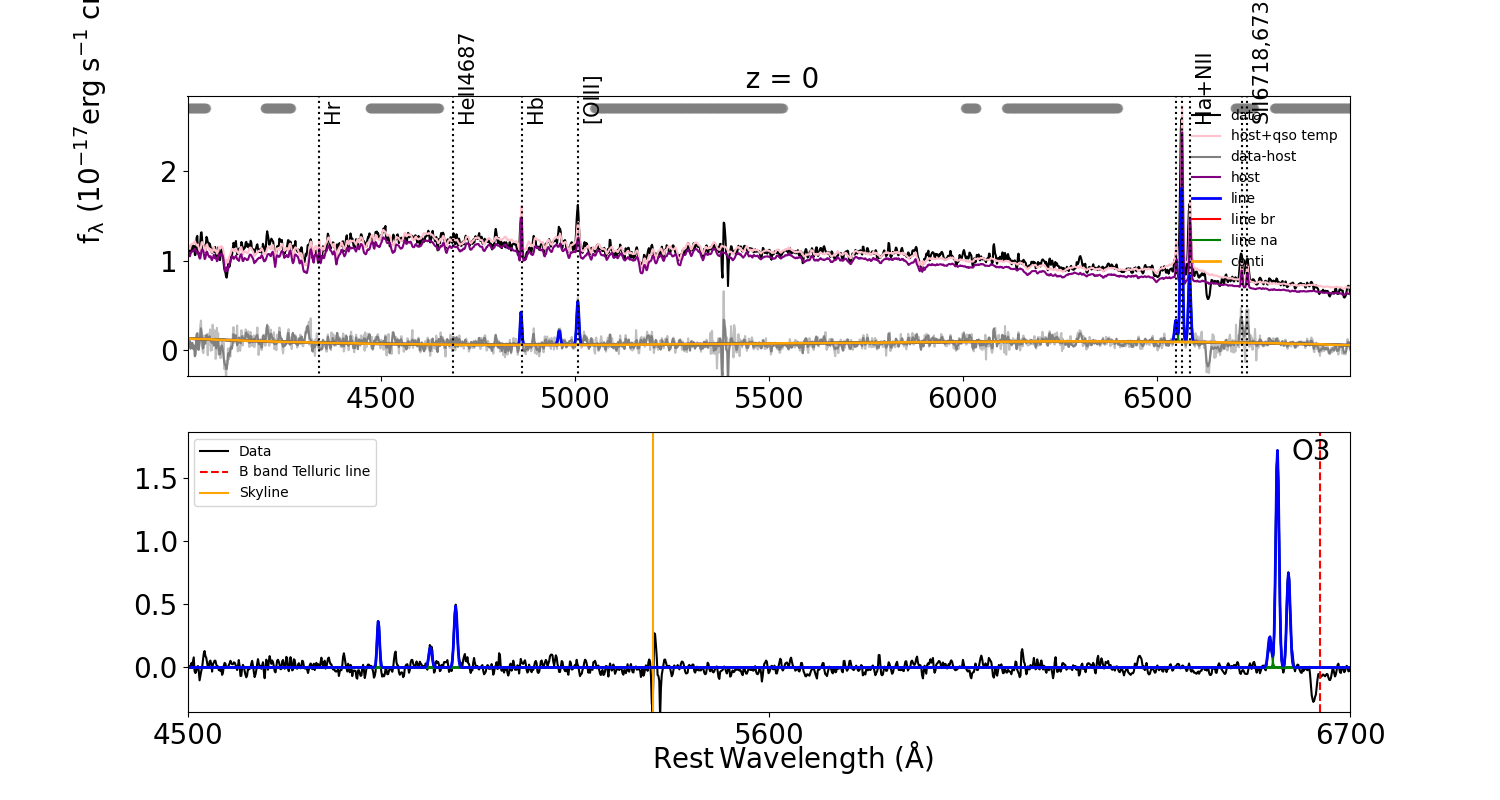 z = 0
Hr
HeII4687
Hb
[OIII]
Ha+NII
SII6718,673
f_λ (10^−17 erg s^−1 c
2
1
0
data
host+qso temp
data-host
host
line
line br
line na
conti
4500 5000 5500 6000 6500
Data
B band Telluric line
Skyline
O3
1.5
1.0
0.5
0.0
4500 5600 6700
Rest Wavelength (Å)